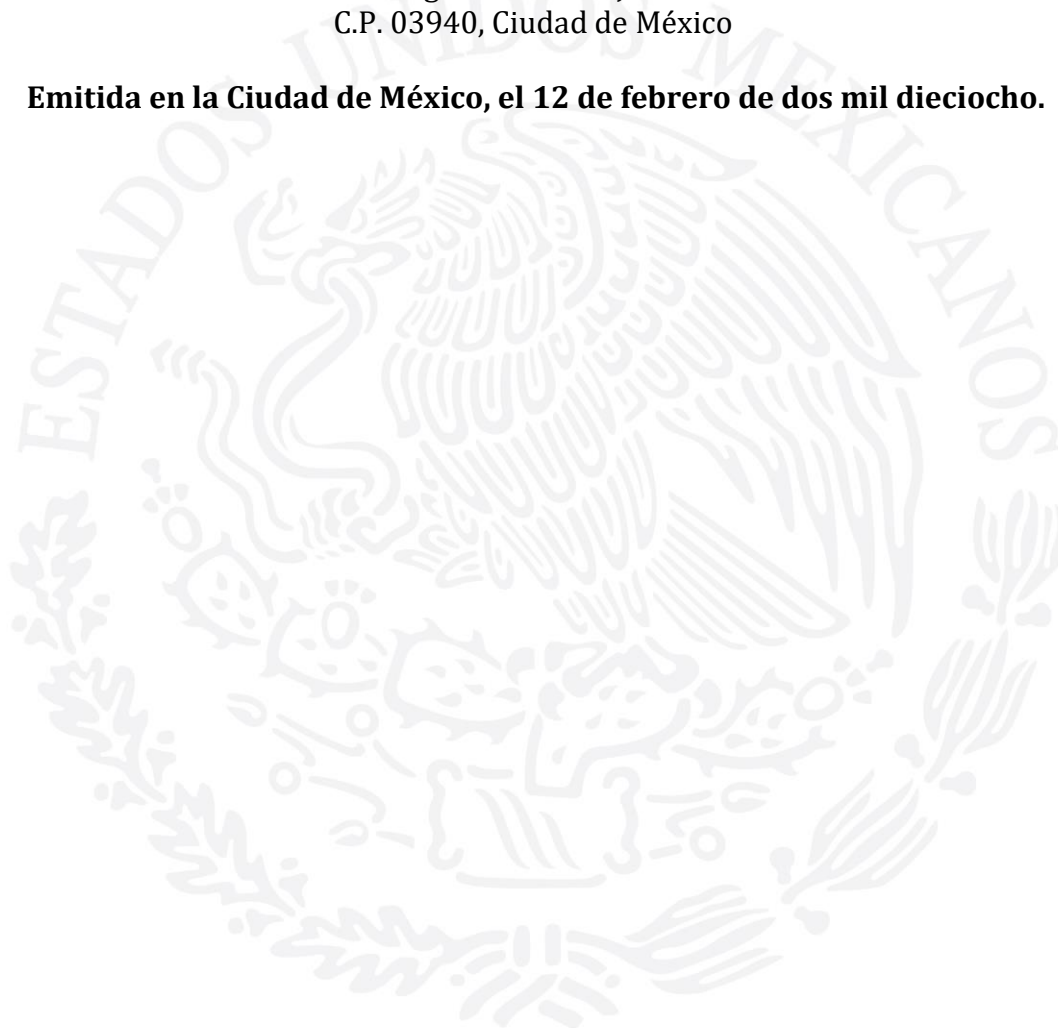 C.P. 03940, Ciudad de México
Emitida en la Ciudad de México, el 12 de febrero de dos mil dieciocho.
ESTADOS UNIDOS MEXICANOS